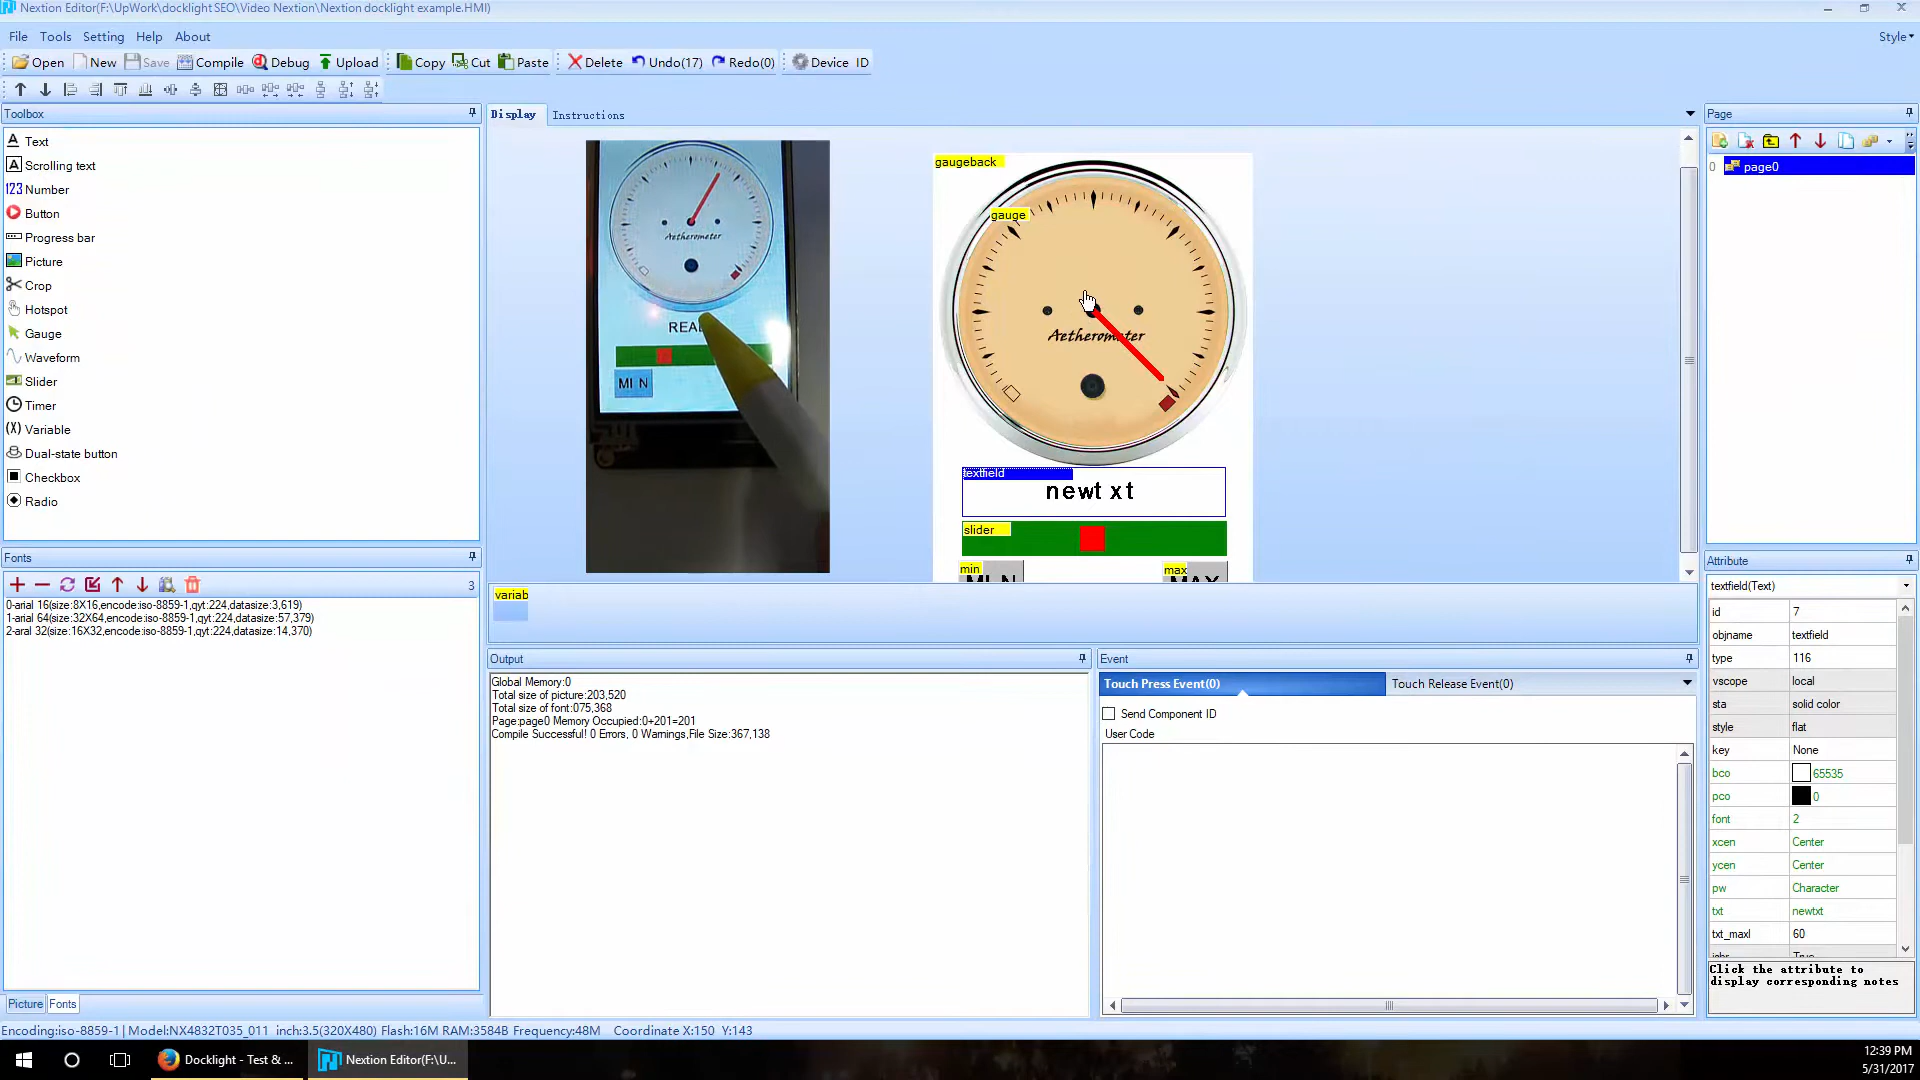 Nextion Editor(F:\UpWork\docklight SEO\Video Nextion\Nextion docklight example.HMI)
File Tools Setting Help About
Style
Open New Save Compile Debug Upload Copy Cut Paste Delete Undo(17) Redo(0) Device ID
Toolbox
Text
Scrolling text
Number
Button
Progress bar
Picture
Crop
Hotspot
Gauge
Waveform
Slider
Timer
Variable
Dual-state button
Checkbox
Radio
Fonts
3
0-arial 16(size:8X16,encode:iso-8859-1,qyt:224,datasize:3,619)
1-arial 64(size:32X64,encode:iso-8859-1,qyt:224,datasize:57,379)
2-aral 32(size:16X32,encode:iso-8859-1,qyt:224,datasize:14,370)
Picture Fonts
Display Instructions
Aetherometer
MIN
gaugeback
gauge
Aetherometer
textfield
newtxt
slider
min
MIN
max
MAX
variab
Output
Global Memory:0
Total size of picture:203,520
Total size of font:075,368
Page:page0 Memory Occupied:0+201=201
Compile Successful! 0 Errors, 0 Warnings,File Size:367,138
Event
Touch Press Event(0) Touch Release Event(0)
Send Component ID
User Code
Page
0 page0
Attribute
textfield(Text)
id 7
objname textfield
type 116
vscope local
sta solid color
style flat
key None
bco 65535
pco 0
font 2
xcen Center
ycen Center
pw Character
txt newtxt
txt_maxl 60
Click the attribute to
display corresponding notes
Encoding:iso-8859-1 Model:NX4832T035_011 inch:3.5(320X480) Flash:16M RAM:3584B Frequency:48M Coordinate X:150 Y:143
Docklight - Test & ...
Nextion Editor(F:\U...
12:39 PM
5/31/2017